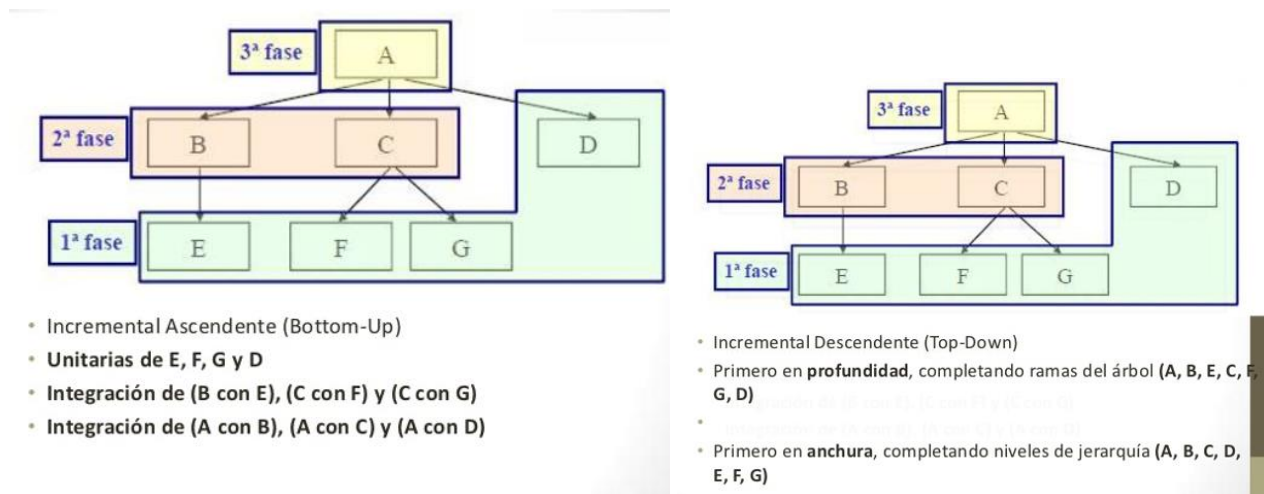 3ª fase
A
2ª fase
B
C
D
1ª fase
E
F
G
• Incremental Ascendente (Bottom-Up)
• Unitarias de E, F, G y D
• Integración de (B con E), (C con F) y (C con G)
• Integración de (A con B), (A con C) y (A con D)
3ª fase
A
2ª fase
B
C
D
1ª fase
E
F
G
• Incremental Descendente (Top-Down)
• Primero en profundidad, completando ramas del árbol (A, B, E, C, F,
G, D)
•
• Primero en anchura, completando niveles de jerarquía (A, B, C, D,
E, F, G)